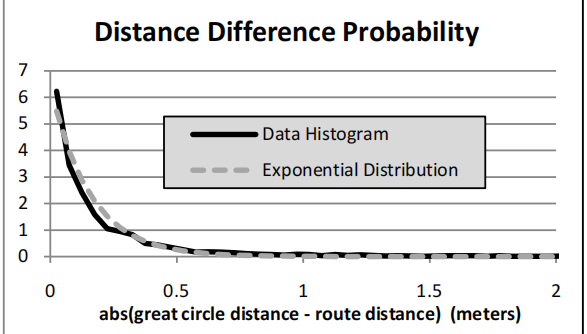 Distance Difference Probability
7
6
5
4
3
2
1
0
Data Histogram
Exponential Distribution
0 0.5 1 1.5 2
abs(great circle distance - route distance) (meters)